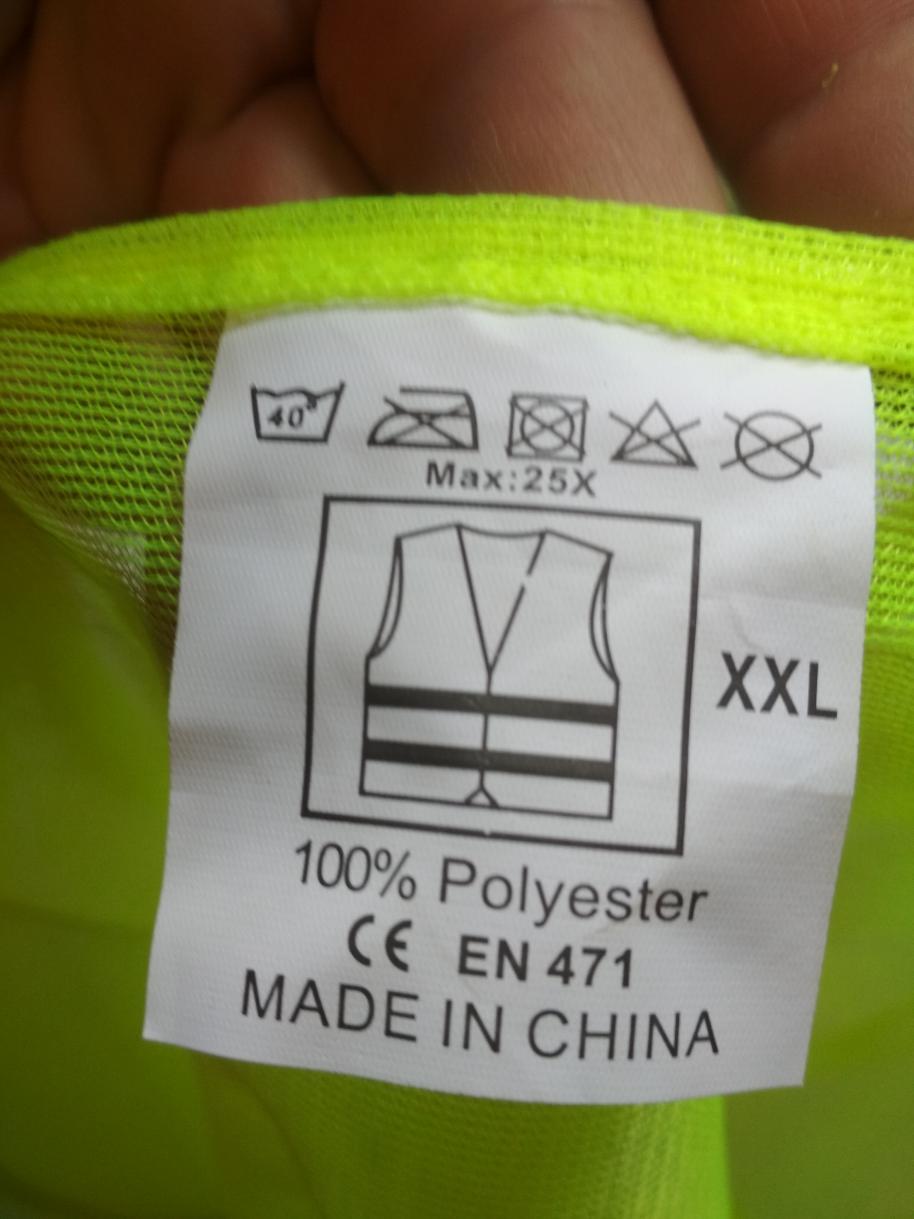 40°
Max:25X
XXL
100% Polyester
CE EN 471
MADE IN CHINA